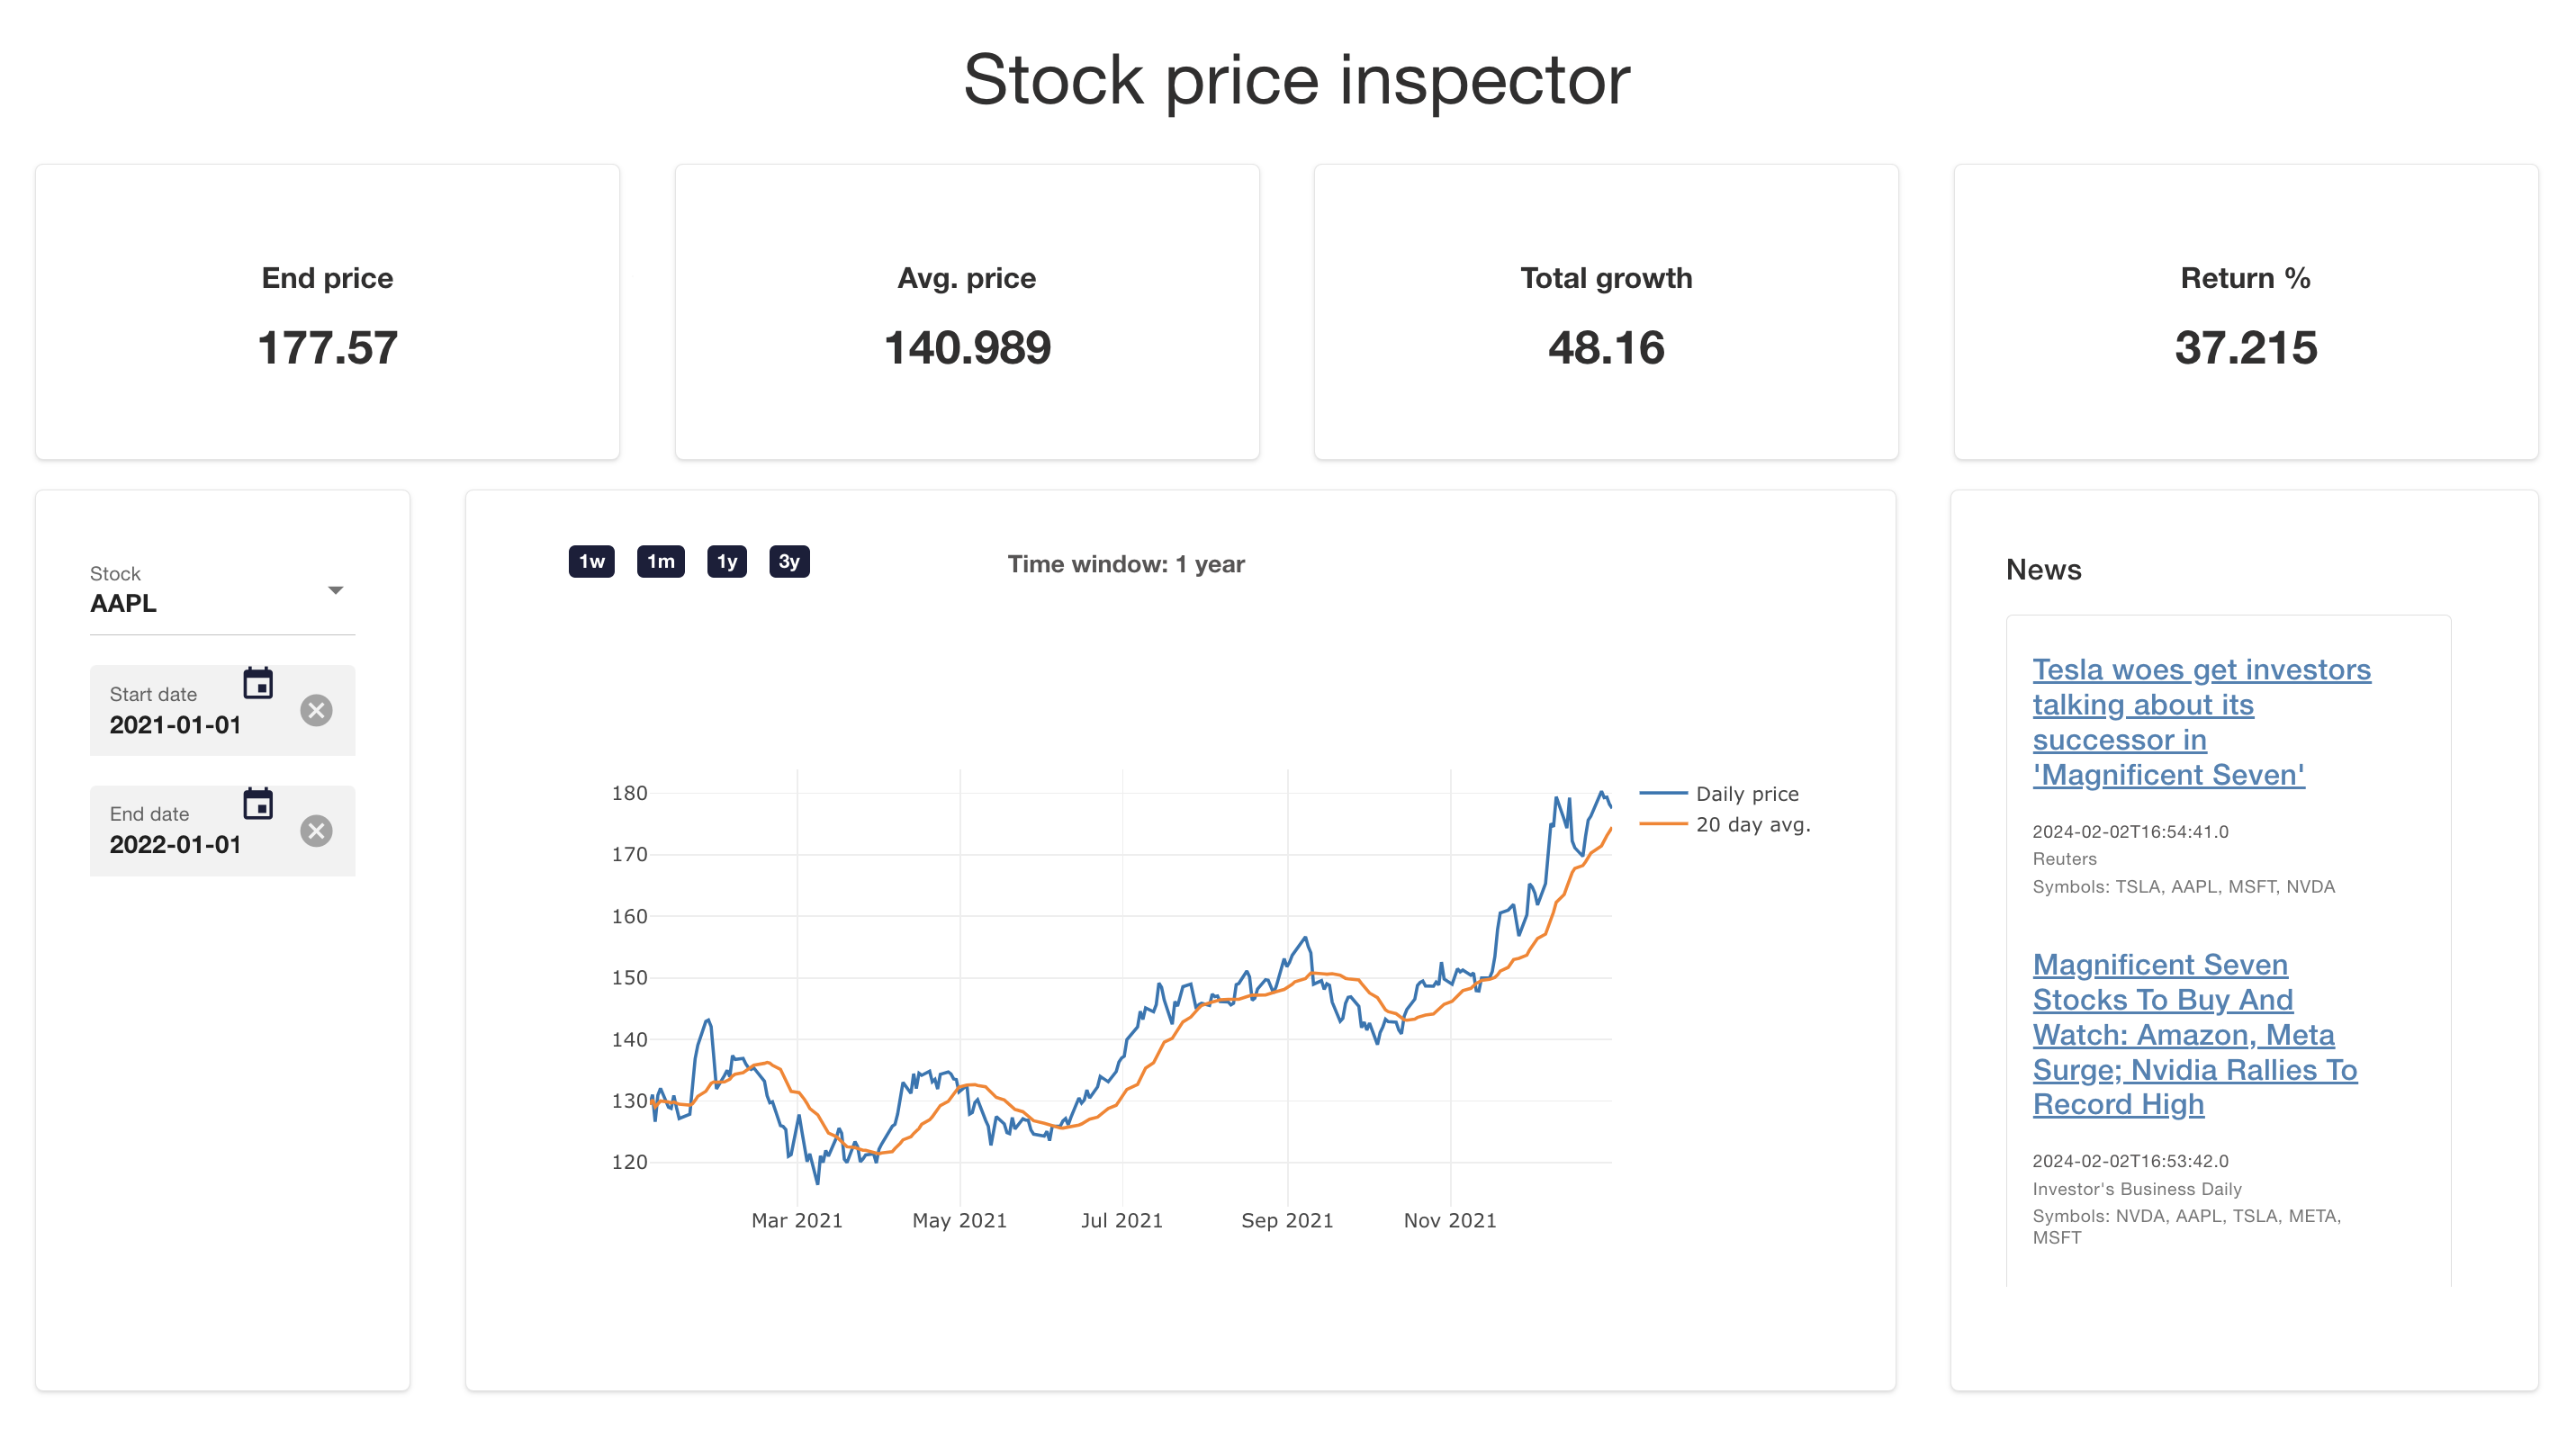 Stock price inspector
End price
177.57
Avg. price
140.989
Total growth
48.16
Return %
37.215
Stock
AAPL
Start date
2021-01-01
End date
2022-01-01
1w
1m
1y
3y
Time window: 1 year
180
170
160
150
140
130
120
Mar 2021
May 2021
Jul 2021
Sep 2021
Nov 2021
Daily price
20 day avg.
News
Tesla woes get investors
talking about its
successor in
'Magnificent Seven'
2024-02-02T16:54:41.0
Reuters
Symbols: TSLA, AAPL, MSFT, NVDA
Magnificent Seven
Stocks To Buy And
Watch: Amazon, Meta
Surge; Nvidia Rallies To
Record High
2024-02-02T16:53:42.0
Investor's Business Daily
Symbols: NVDA, AAPL, TSLA, META,
MSFT